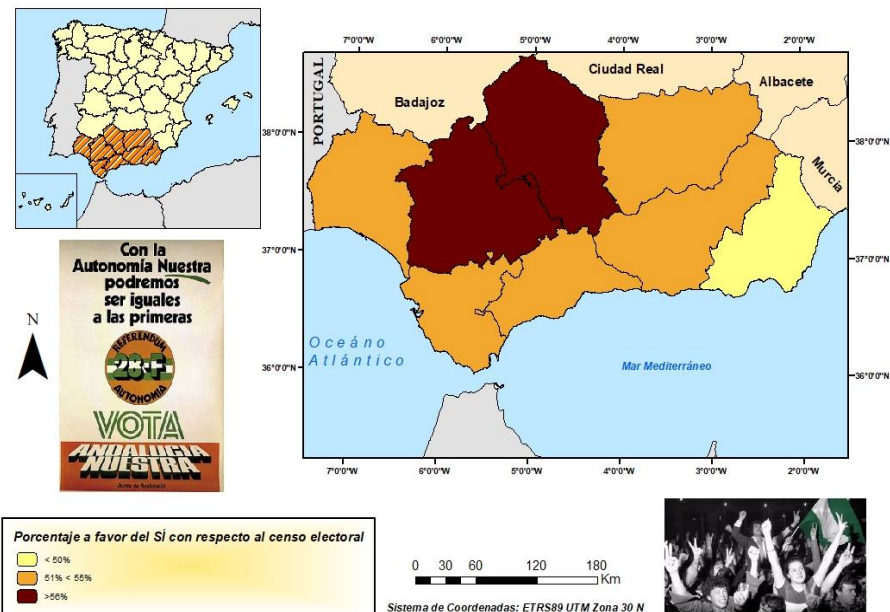 7°0'0"W 6°0'0"W 5°0'0"W 4°0'0"W 3°0'0"W 2°0'0"W
PORTUGAL
Badajoz
Ciudad Real
Albacete
Murcia
38°0'0"N
38°0'0"N
37°0'0"N
37°0'0"N
36°0'0"N
36°0'0"N
Océano
Atlántico
Mar Mediterráneo
7°0'0"W 6°0'0"W 5°0'0"W 4°0'0"W 3°0'0"W 2°0'0"W
N
Con la
Autonomía Nuestra
podremos
ser iguales
a las primeras
REFERENDUM
28-F
AUTONOMIA
VOTA
ANDALUCIA
NUESTRA
Junta de Andalucía
Porcentaje a favor del SÍ con respecto al censo electoral
< 50%
51% < 55%
>56%
0 30 60 120 180
Km
Sistema de Coordenadas: ETRS89 UTM Zona 30 N